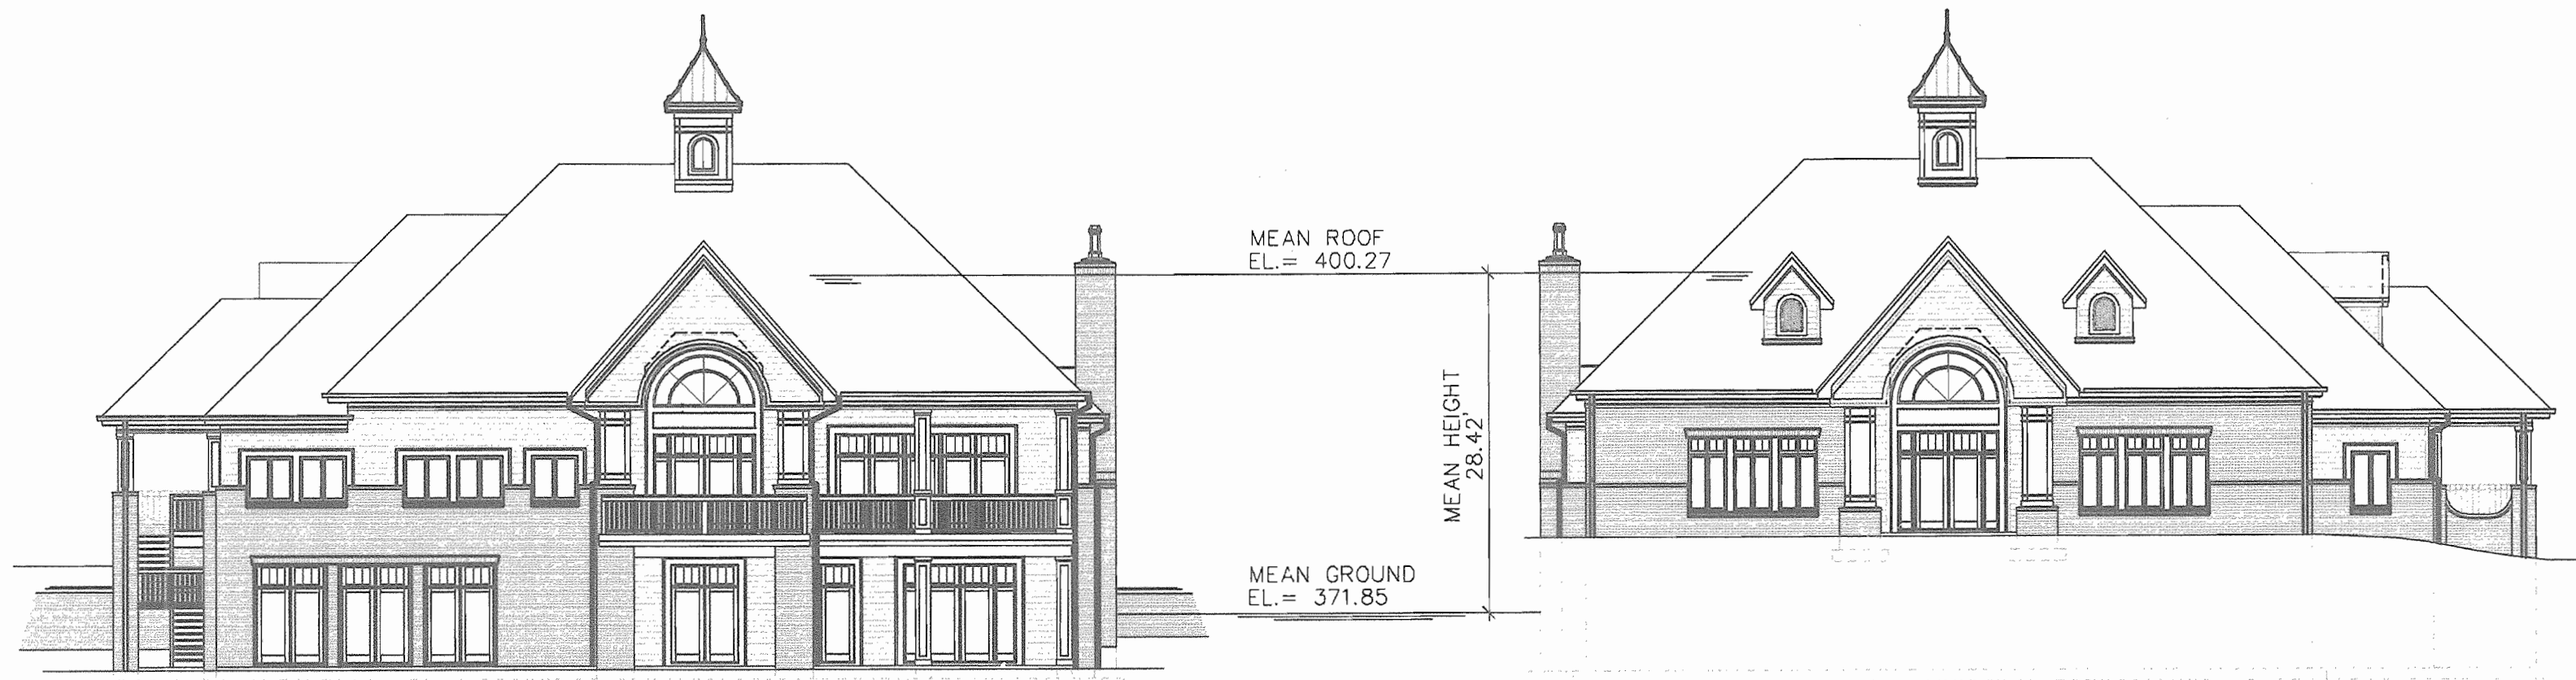 MEAN ROOF
EL.= 400.27
MEAN HEIGHT
28.42'
MEAN GROUND
EL.= 371.85